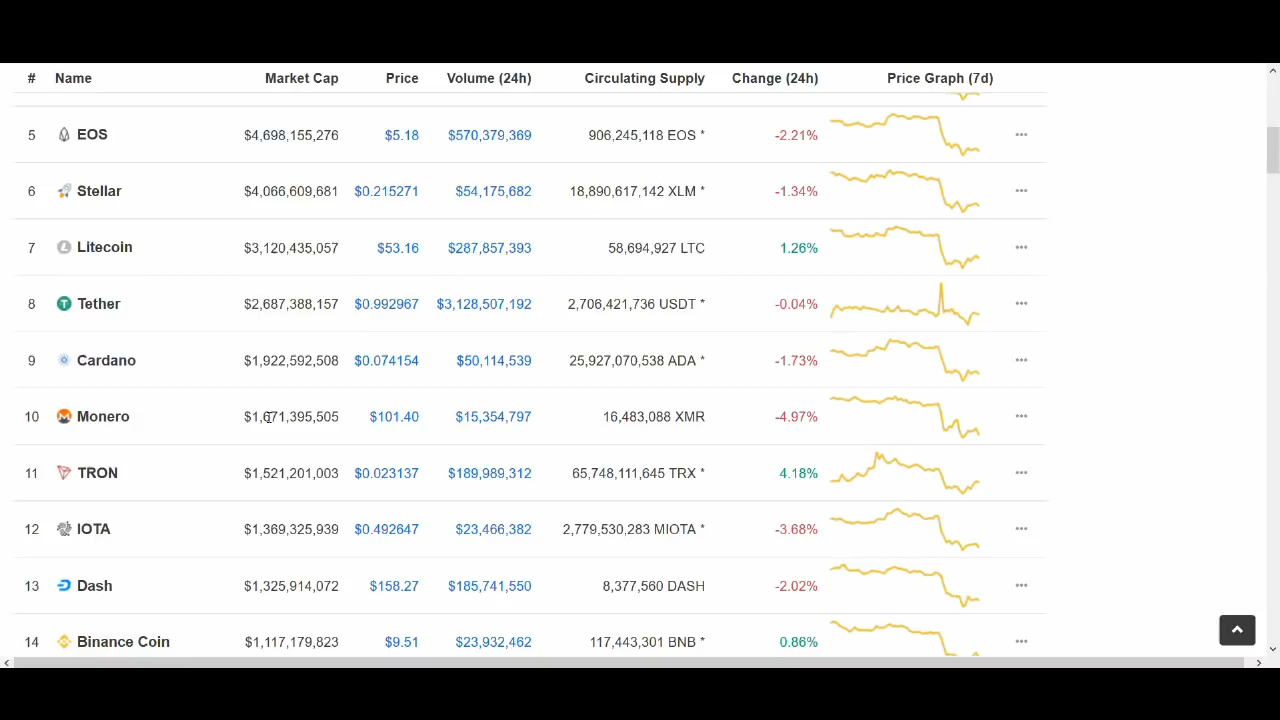 # Name Market Cap Price Volume (24h) Circulating Supply Change (24h) Price Graph (7d)
5 EOS $4,698,155,276 $5.18 $570,379,369 906,245,118 EOS * -2.21%
6 Stellar $4,066,609,681 $0.215271 $54,175,682 18,890,617,142 XLM * -1.34%
7 Litecoin $3,120,435,057 $53.16 $287,857,393 58,694,927 LTC 1.26%
8 Tether $2,687,388,157 $0.992967 $3,128,507,192 2,706,421,736 USDT * -0.04%
9 Cardano $1,922,592,508 $0.074154 $50,114,539 25,927,070,538 ADA * -1.73%
10 Monero $1,671,395,505 $101.40 $15,354,797 16,483,088 XMR -4.97%
11 TRON $1,521,201,003 $0.023137 $189,989,312 65,748,111,645 TRX * 4.18%
12 IOTA $1,369,325,939 $0.492647 $23,466,382 2,779,530,283 MIOTA * -3.68%
13 Dash $1,325,914,072 $158.27 $185,741,550 8,377,560 DASH -2.02%
14 Binance Coin $1,117,179,823 $9.51 $23,932,462 117,443,301 BNB * 0.86%